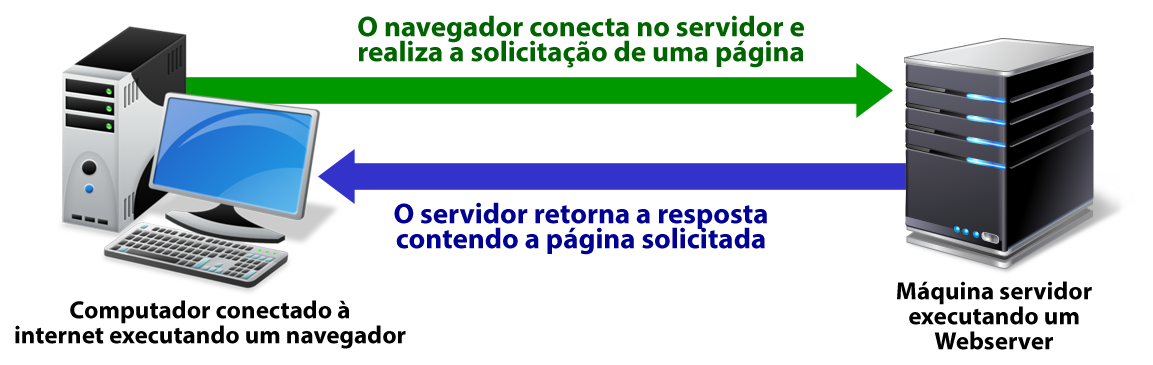 O navegador conecta no servidor e
realiza a solicitação de uma página
O servidor retorna a resposta
contendo a página solicitada
Computador conectado à
internet executando um navegador
Máquina servidor
executando um
Webserver